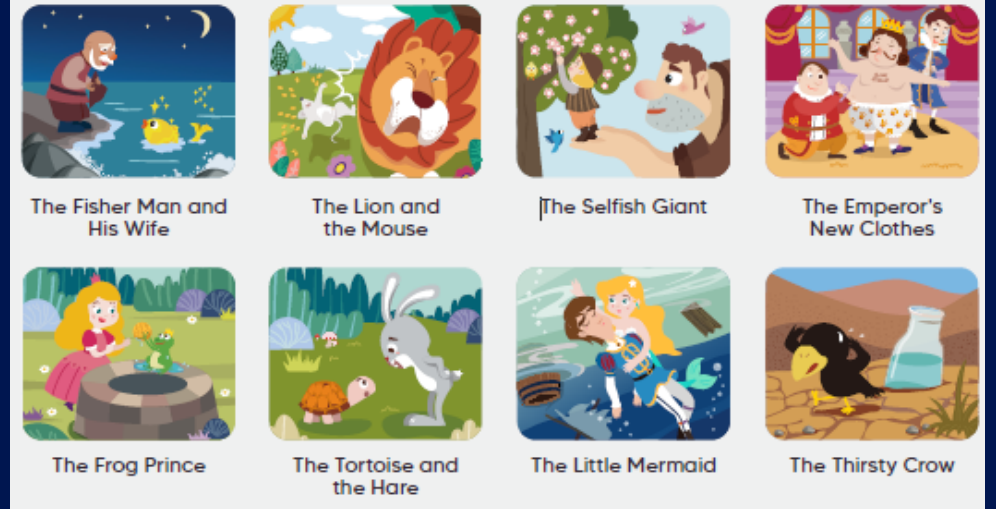 The Fisher Man and
His Wife
The Lion and
the Mouse
The Selfish Giant
The Emperor's
New Clothes
The Frog Prince
The Tortoise and
the Hare
The Little Mermaid
The Thirsty Crow